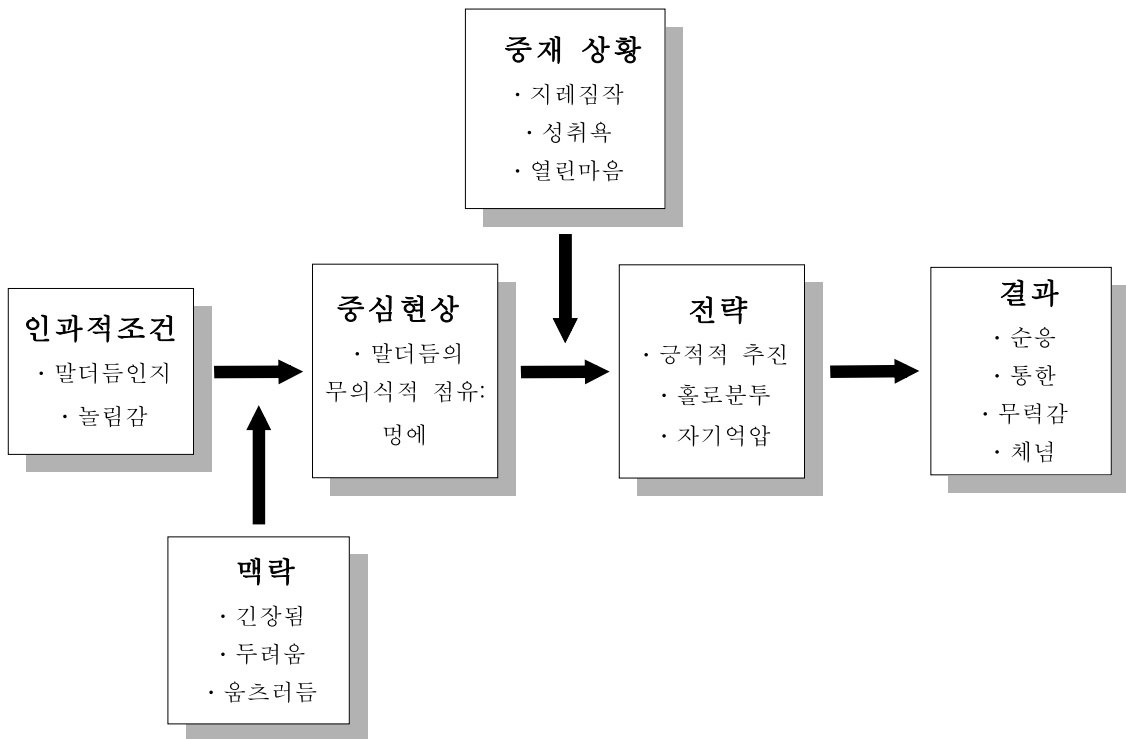 중재 상황
· 지레짐작
· 성취욕
· 열린마음
인과적조건
· 말더듬인지
· 놀림감
중심현상
· 말더듬의
무의식적 점유:
멍에
전략
· 긍적적 추진
· 홀로분투
· 자기억압
결과
· 순응
· 통한
· 무력감
· 체념
맥락
· 긴장됨
· 두려움
· 움츠러듬